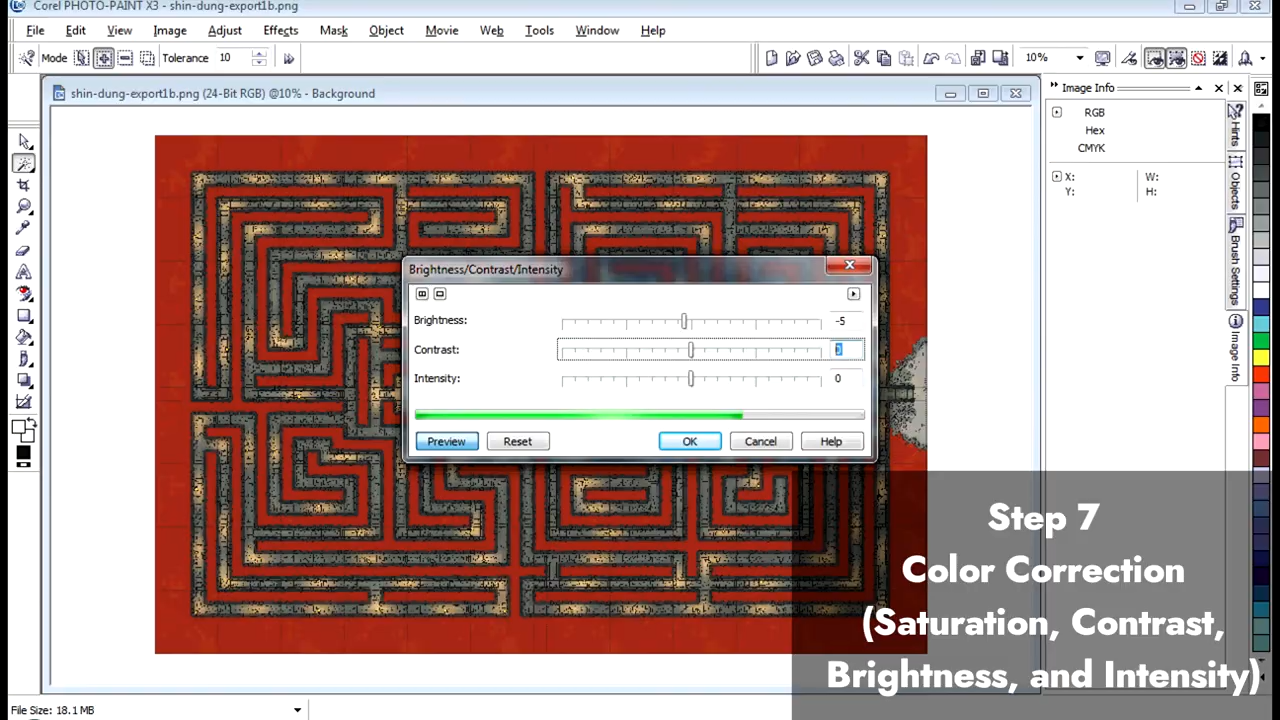 Corel PHOTO-PAINT X3 - shin-dung-export1b.png
File Edit View Image Adjust Effects Mask Object Movie Web Tools Window Help
Mode Tolerance 10 10%
shin-dung-export1b.png (24-Bit RGB) @10% - Background
Image Info
RGB
Hex
CMYK
X: W:
Y: H:
Hints
Objects
Brush Settings
Image Info
Brightness/Contrast/Intensity
Brightness: -5
Contrast:
Intensity: 0
Preview Reset OK Cancel Help
Step 7
Color Correction
(Saturation, Contrast,
Brightness, and Intensity)
File Size: 18.1 MB